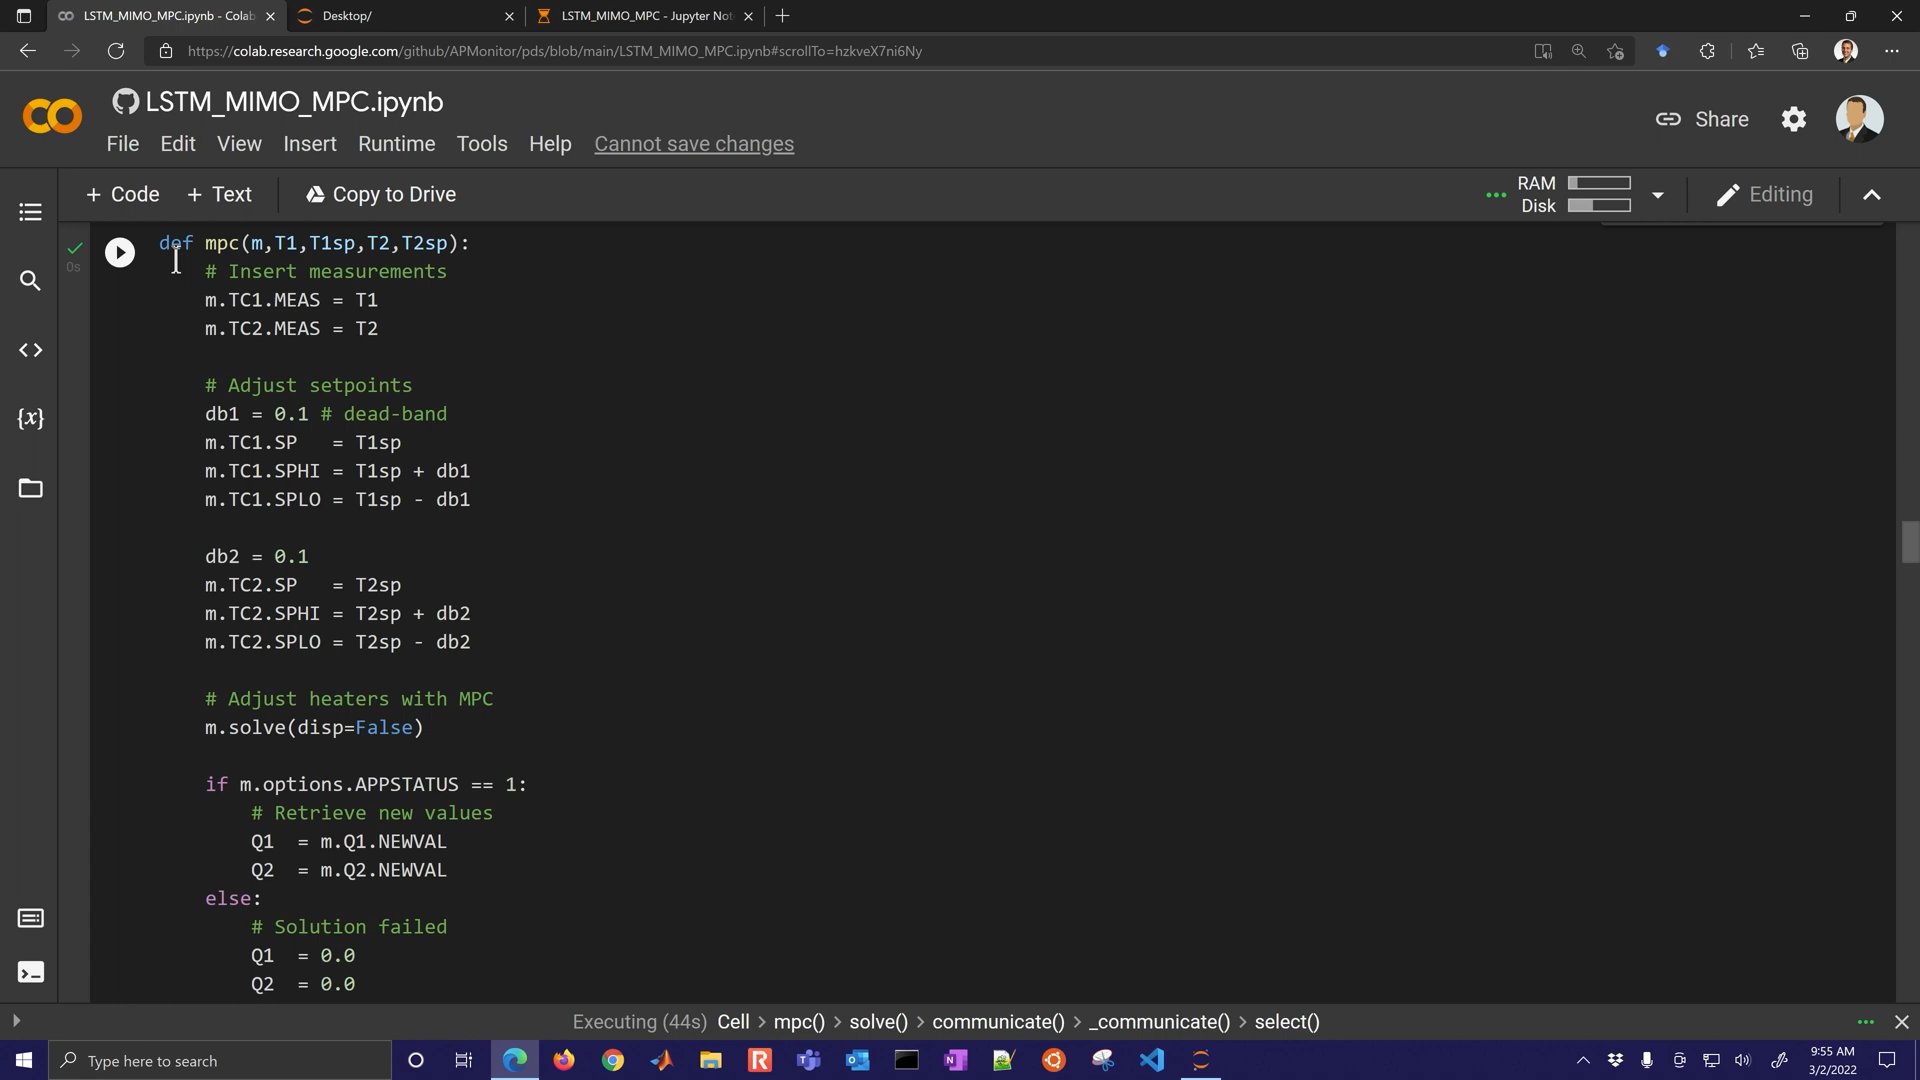 LSTM_MIMO_MPC.ipynb - Colab
Desktop/
LSTM_MIMO_MPC - Jupyter Not
https://colab.research.google.com/github/APMonitor/pds/blob/main/LSTM_MIMO_MPC.ipynb#scrollTo=hzkveX7ni6Ny
LSTM_MIMO_MPC.ipynb
File Edit View Insert Runtime Tools Help Cannot save changes
Share
+ Code + Text Copy to Drive
RAM
Disk
Editing
0s
def mpc(m,T1,T1sp,T2,T2sp):
# Insert measurements
m.TC1.MEAS = T1
m.TC2.MEAS = T2
# Adjust setpoints
db1 = 0.1 # dead-band
m.TC1.SP = T1sp
m.TC1.SPHI = T1sp + db1
m.TC1.SPLO = T1sp - db1
db2 = 0.1
m.TC2.SP = T2sp
m.TC2.SPHI = T2sp + db2
m.TC2.SPLO = T2sp - db2
# Adjust heaters with MPC
m.solve(disp=False)
if m.options.APPSTATUS == 1:
# Retrieve new values
Q1 = m.Q1.NEWVAL
Q2 = m.Q2.NEWVAL
else:
# Solution failed
Q1 = 0.0
Q2 = 0.0
{x}
Executing (44s) Cell > mpc() > solve() > communicate() > _communicate() > select()
Type here to search
9:55 AM
3/2/2022